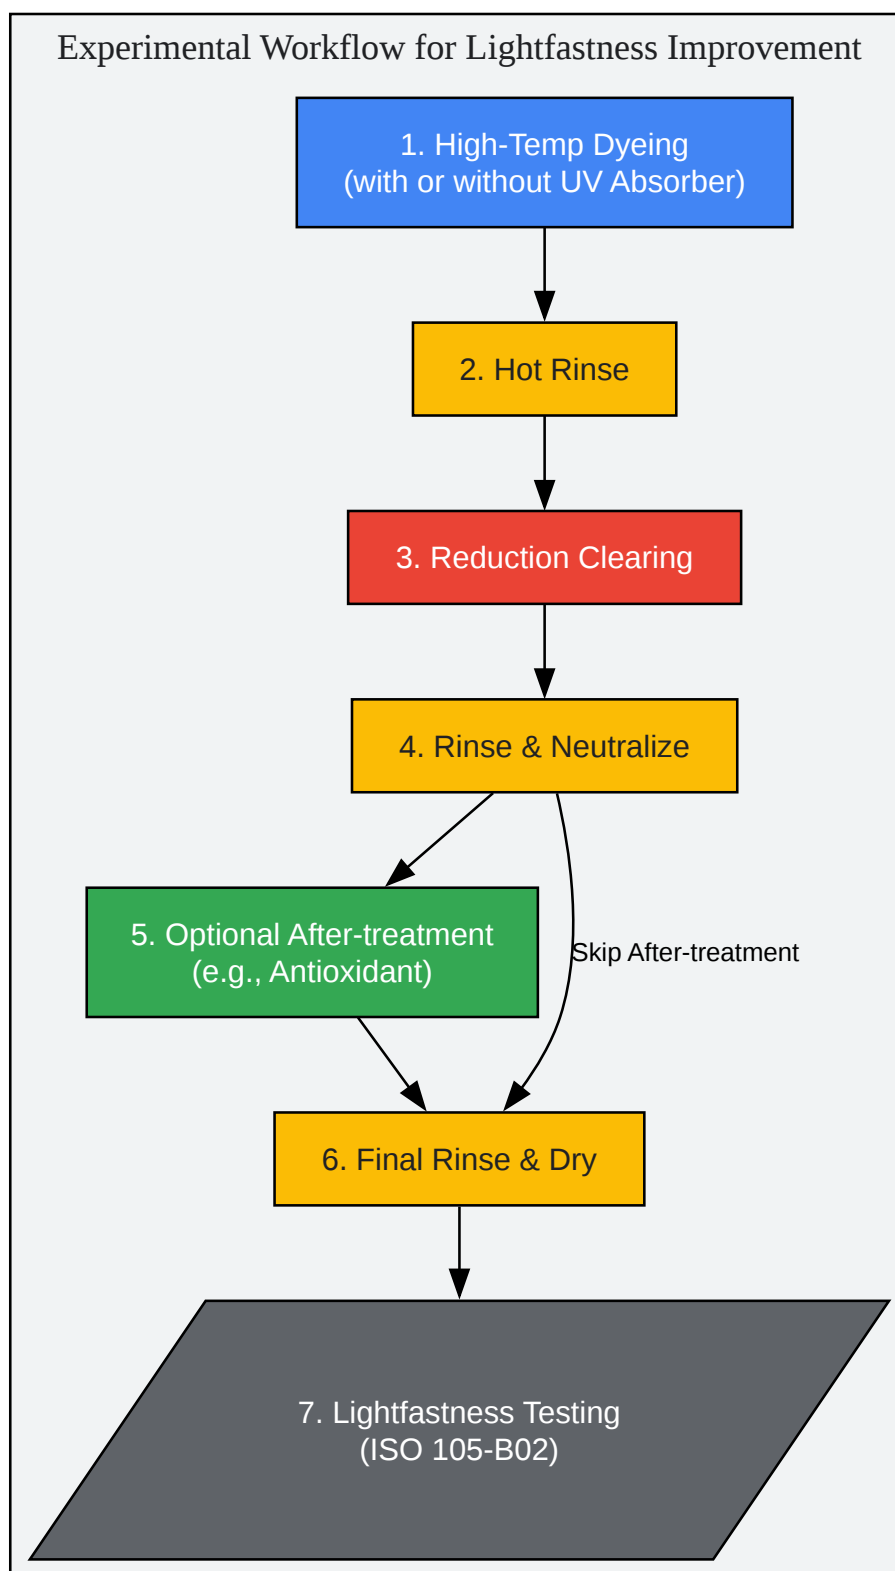 Experimental Workflow for Lightfastness Improvement
1. High-Temp Dyeing
(with or without UV Absorber)
2. Hot Rinse
3. Reduction Clearing
4. Rinse & Neutralize
5. Optional After-treatment
(e.g., Antioxidant)
Skip After-treatment
6. Final Rinse & Dry
7. Lightfastness Testing
(ISO 105-B02)